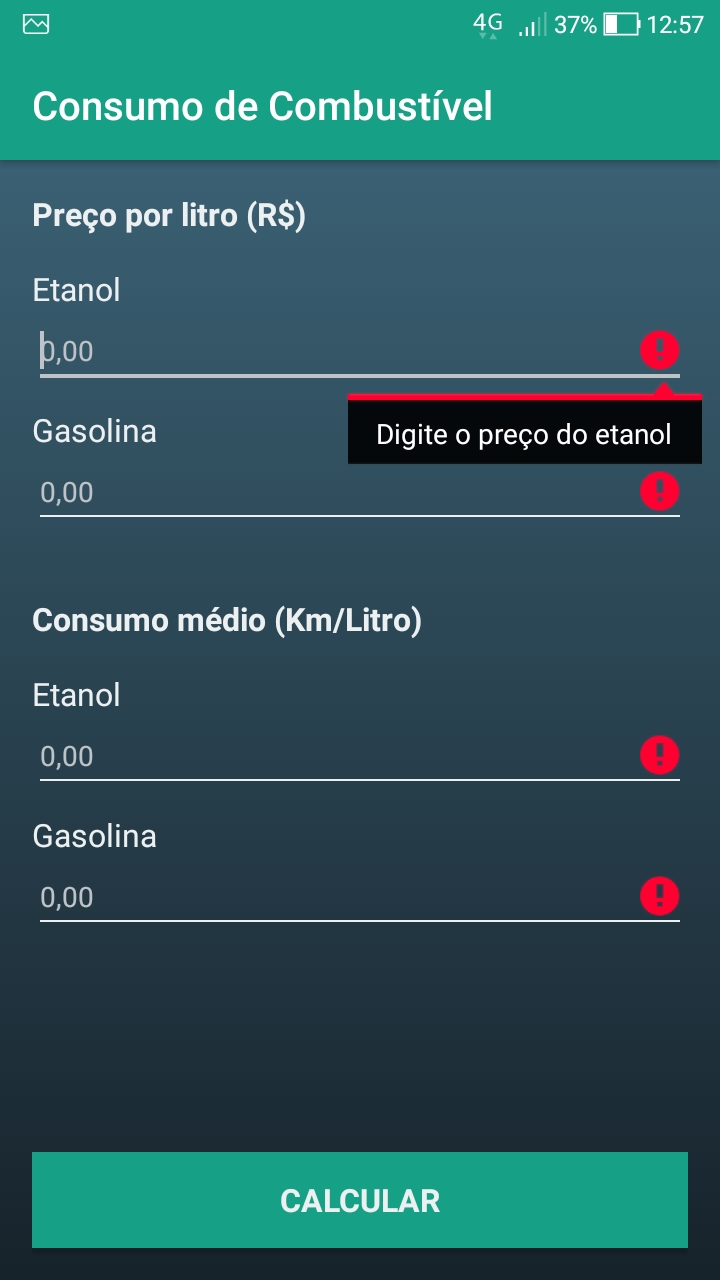 4G 37% 12:57
Consumo de Combustível
Preço por litro (R$)
Etanol
0,00
Digite o preço do etanol
Gasolina
0,00
Consumo médio (Km/Litro)
Etanol
0,00
Gasolina
0,00
CALCULAR